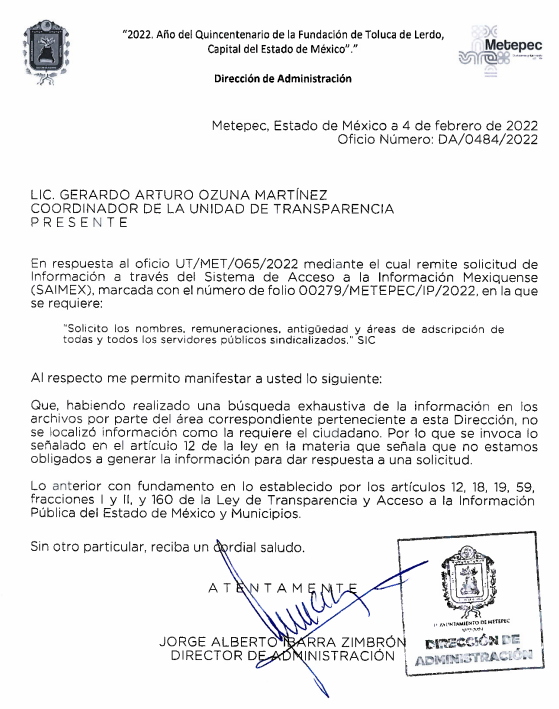 "2022. Año del Quincentenario de la Fundación de Toluca de Lerdo,
Capital del Estado de México"."
Metepec
Dirección de Administración
Metepec, Estado de México a 4 de febrero de 2022
Oficio Número: DA/0484/2022
LIC. GERARDO ARTURO OZUNA MARTÍNEZ
COORDINADOR DE LA UNIDAD DE TRANSPARENCIA
P R E S E N T E
En respuesta al oficio UT/MET/065/2022 mediante el cual remite solicitud de
Información a través del Sistema de Acceso a la Información Mexiquense
(SAIMEX), marcada con el número de folio 00279/METEPEC/IP/2022, en la que
se requiere:
"Solicito los nombres, remuneraciones, antigüedad y áreas de adscripción de
todas y todos los servidores públicos sindicalizados." SIC
Al respecto me permito manifestar a usted lo siguiente:
Que, habiendo realizado una búsqueda exhaustiva de la información en los
archivos por parte del área correspondiente perteneciente a esta Dirección, no
se localizó información como la requiere el ciudadano. Por lo que se invoca lo
señalado en el artículo 12 de la ley en la materia que señala que no estamos
obligados a generar la información para dar respuesta a una solicitud.
Lo anterior con fundamento en lo establecido por los artículos 12, 18, 19, 59,
fracciones I y II, y 160 de la Ley de Transparencia y Acceso a la Información
Pública del Estado de México y Municipios.
Sin otro particular, reciba un cordial saludo.
A T E N T A M E N T E
JORGE ALBERTO IBARRA ZIMBRÓN
DIRECTOR DE ADMINISTRACIÓN
AYUNTAMIENTO DE METEPEC
DIRECCIÓN DE
ADMINISTRACIÓN